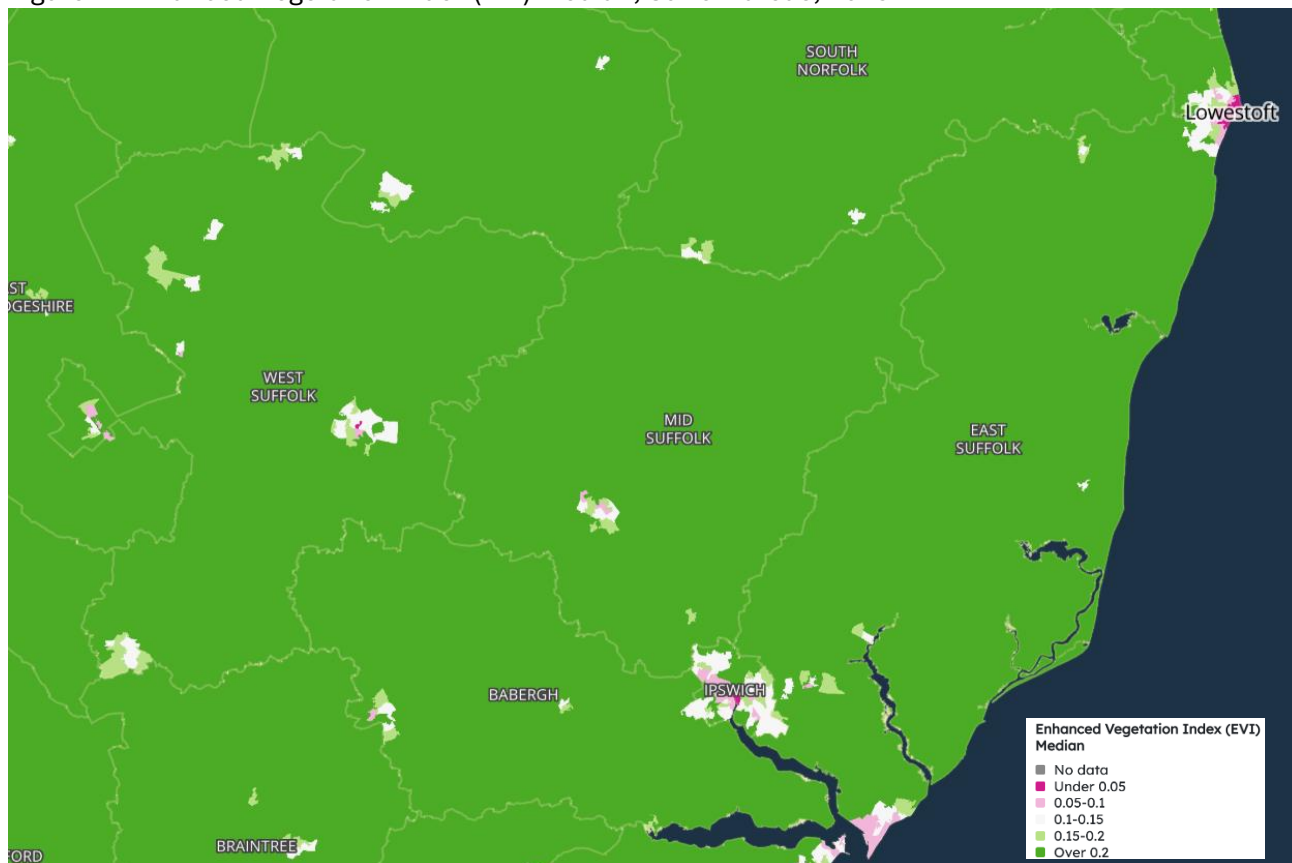 SOUTH
NORFOLK
Lowestoft
ST
DGESHIRE
WEST
SUFFOLK
MID
SUFFOLK
EAST
SUFFOLK
BABERGH
IPSWICH
BRAINTREE
FORD
Enhanced Vegetation Index (EVI)
Median
No data
Under 0.05
0.05-0.1
0.1-0.15
0.15-0.2
Over 0.2